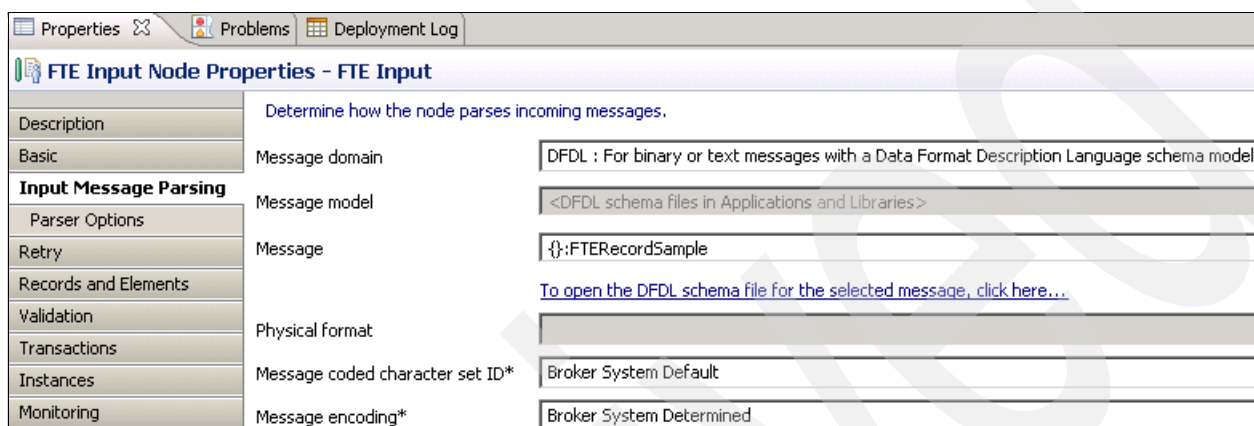 Properties Problems Deployment Log
FTE Input Node Properties - FTE Input
Determine how the node parses incoming messages.
Description
Basic
Message domain DFDL : For binary or text messages with a Data Format Description Language schema model
Input Message Parsing
Message model <DFDL schema files in Applications and Libraries>
Parser Options
Retry
Message {}:FTERecordSample
Records and Elements
To open the DFDL schema file for the selected message, click here...
Validation
Physical format
Transactions
Instances
Message coded character set ID* Broker System Default
Monitoring
Message encoding* Broker System Determined